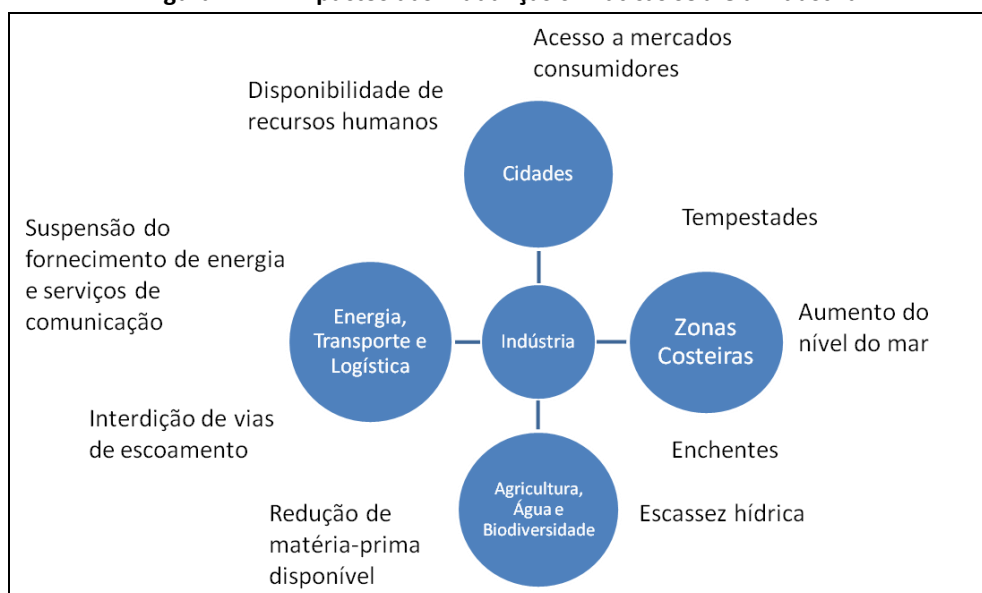 Acesso a mercados
consumidores
Disponibilidade de
recursos humanos
Cidades
Tempestades
Suspensão do
fornecimento de energia
e serviços de
comunicação
Energia,
Transporte e
Logística
Indústria
Zonas
Costeiras
Aumento do
nível do mar
Interdição de vias
de escoamento
Enchentes
Agricultura,
Água e
Biodiversidade
Escassez hídrica
Redução de
matéria-prima
disponível